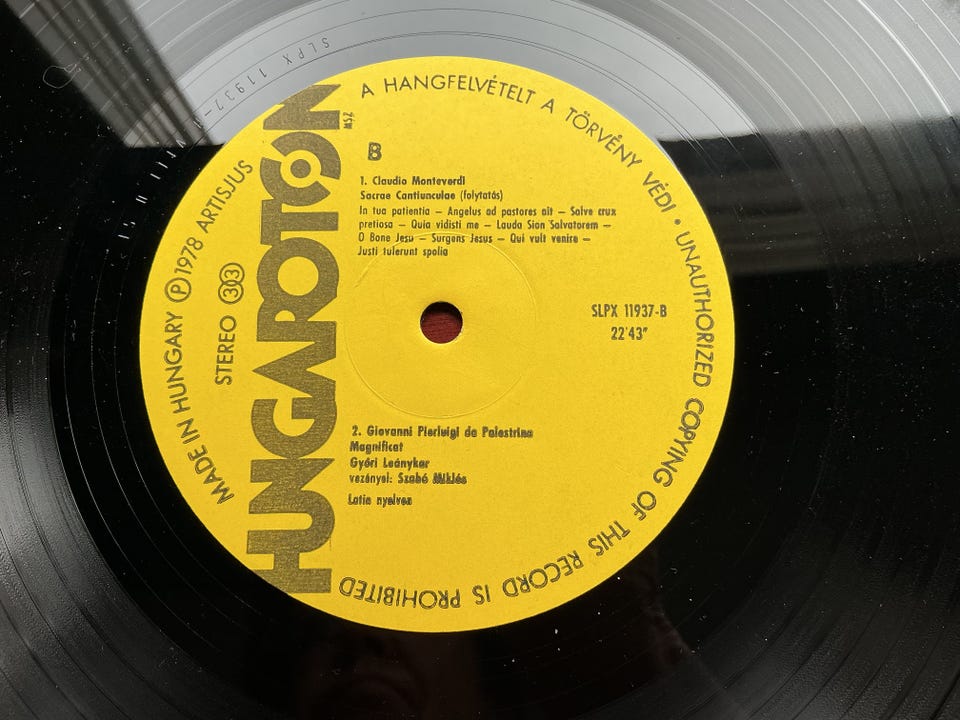 SLPX 11937-
A HANGFELVÉTELT A TÖRVÉNY VÉDI • UNAUTHORIZED COPYING OF THIS RECORD IS PROHIBITED
MADE IN HUNGARY Ⓟ 1978 ARTISJUS
STEREO 33
HUNGAROTON
MSZ
B
1. Claudio Monteverdi
Sacrae Cantiunculae (folytatás)
In tua patientia – Angelus ad pastores ait – Salve crux
pretiosa – Quia vidisti me – Lauda Sion Salvatorem –
O Bone Jesu – Surgens Jesus – Qui vult venire –
Justi tulerunt spolia
SLPX 11937-B
22'43"
2. Giovanni Pierluigi da Palestrina
Magnificat
Győri Leánykar
vezényel: Szabó Miklós
Latin nyelven